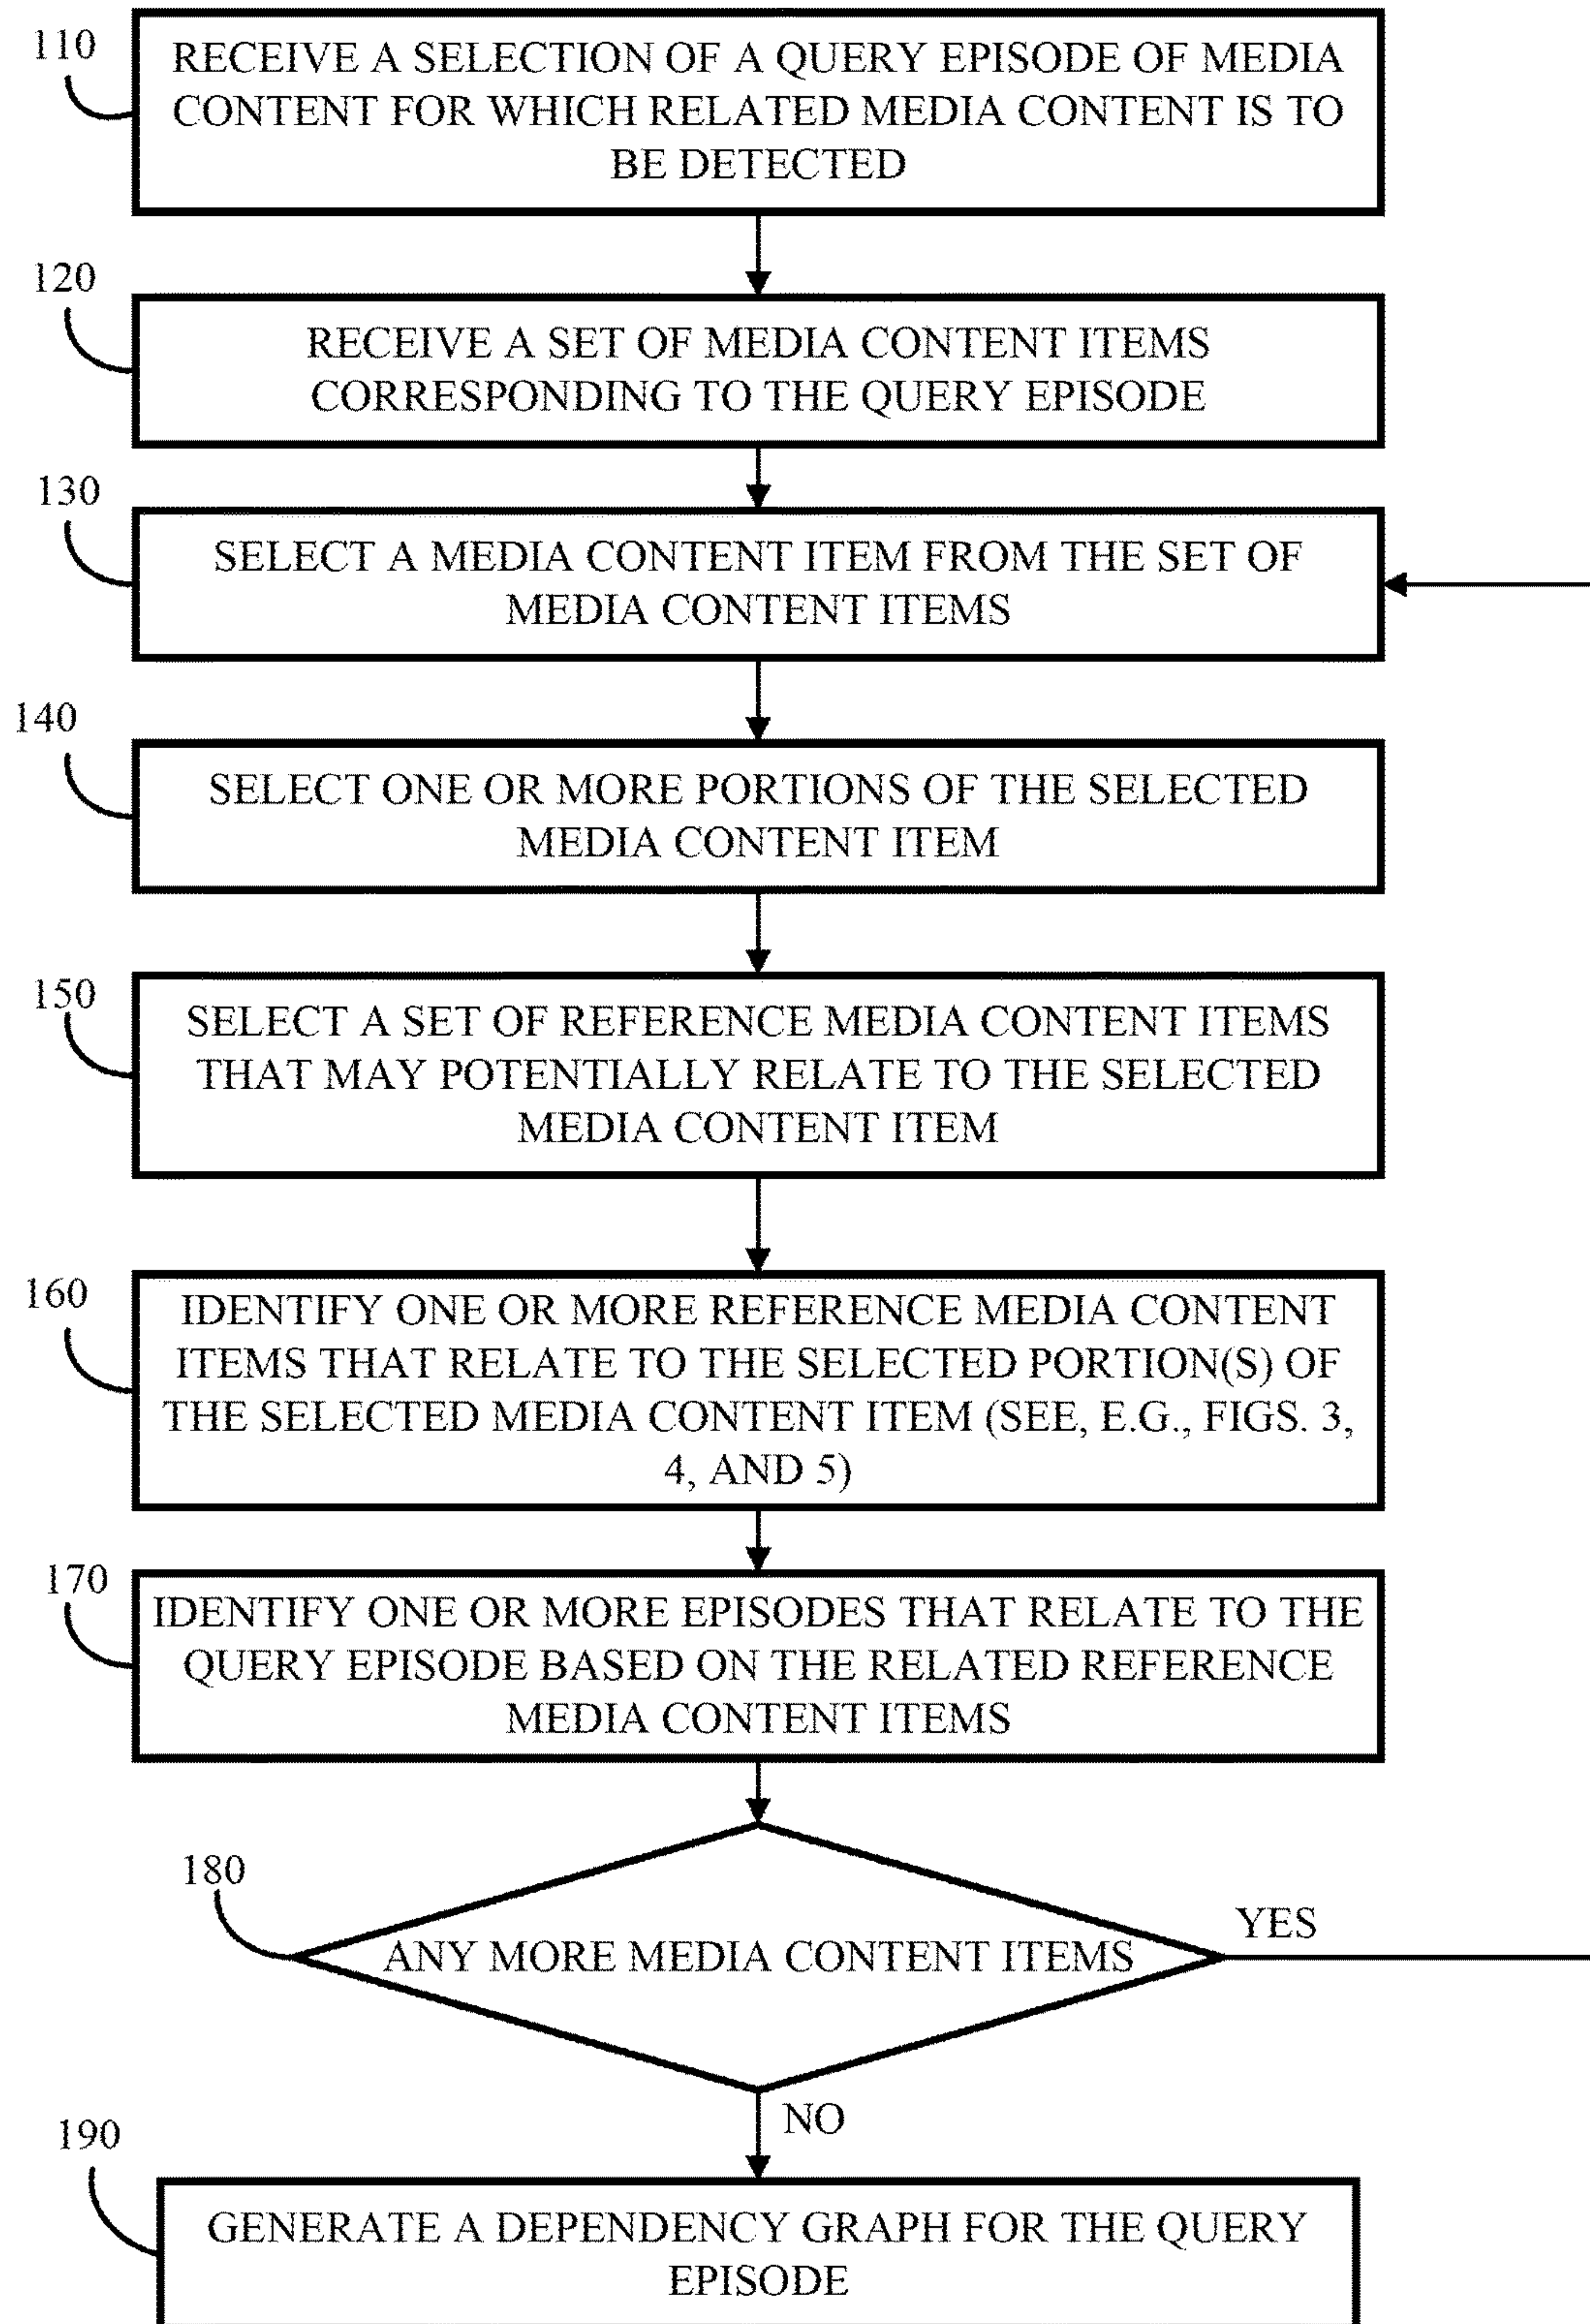 110
RECEIVE A SELECTION OF A QUERY EPISODE OF MEDIA
CONTENT FOR WHICH RELATED MEDIA CONTENT IS TO
BE DETECTED
120
RECEIVE A SET OF MEDIA CONTENT ITEMS
CORRESPONDING TO THE QUERY EPISODE
130
SELECT A MEDIA CONTENT ITEM FROM THE SET OF
MEDIA CONTENT ITEMS
140
SELECT ONE OR MORE PORTIONS OF THE SELECTED
MEDIA CONTENT ITEM
150
SELECT A SET OF REFERENCE MEDIA CONTENT ITEMS
THAT MAY POTENTIALLY RELATE TO THE SELECTED
MEDIA CONTENT ITEM
160
IDENTIFY ONE OR MORE REFERENCE MEDIA CONTENT
ITEMS THAT RELATE TO THE SELECTED PORTION(S) OF
THE SELECTED MEDIA CONTENT ITEM (SEE, E.G., FIGS. 3,
4, AND 5)
170
IDENTIFY ONE OR MORE EPISODES THAT RELATE TO THE
QUERY EPISODE BASED ON THE RELATED REFERENCE
MEDIA CONTENT ITEMS
180
ANY MORE MEDIA CONTENT ITEMS
YES
NO
190
GENERATE A DEPENDENCY GRAPH FOR THE QUERY
EPISODE